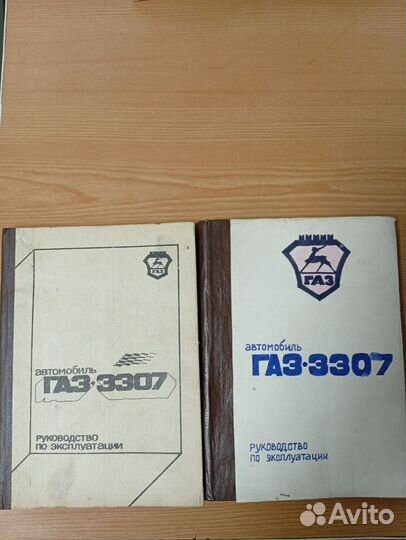 ГАЗ
автомобиль
ГАЗ-3307
РУКОВОДСТВО
ПО ЭКСПЛУАТАЦИИ
ГАЗ
автомобиль
ГАЗ-3307
РУКОВОДСТВО
ПО ЭКСПЛУАТАЦИИ
Avito